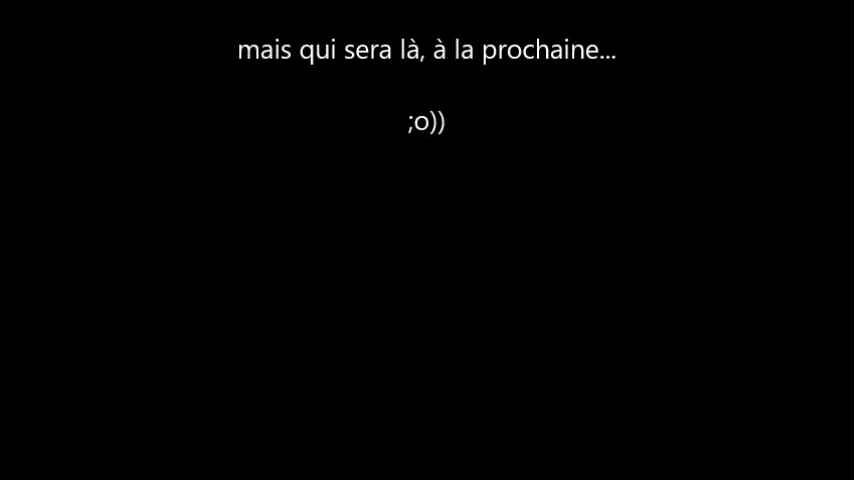 mais qui sera là, à la prochaine...
;o))